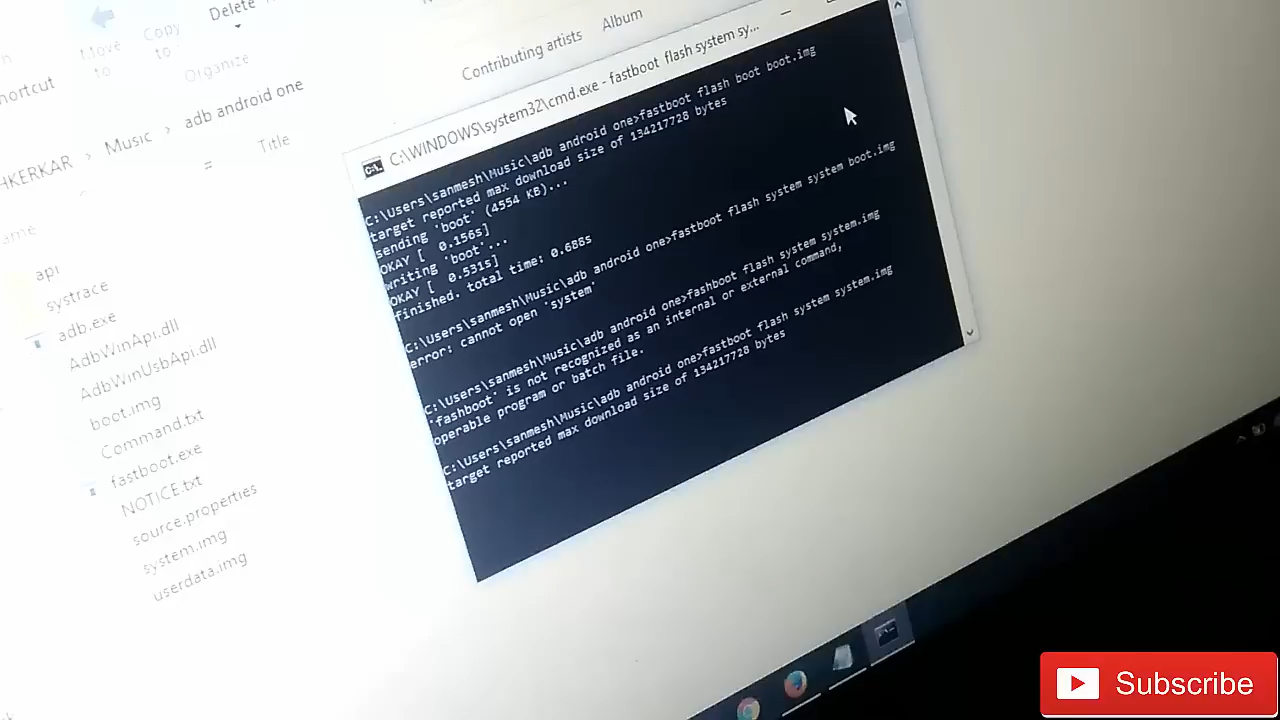 Move to
Copy to
Delete
Organize
Contributing artists
Album
Music > adb android one
Title
api
systrace
adb.exe
AdbWinApi.dll
AdbWinUsbApi.dll
boot.img
Command.txt
fastboot.exe
NOTICE.txt
source.properties
system.img
userdata.img
C:\WINDOWS\system32\cmd.exe - fastboot flash system sy...
C:\Users\sanmesh\Music\adb android one>fastboot flash boot boot.img
target reported max download size of 134217728 bytes
sending 'boot' (4554 KB)...
OKAY [ 0.156s]
writing 'boot'...
OKAY [ 0.531s]
finished. total time: 0.688s
C:\Users\sanmesh\Music\adb android one>fastboot flash system system boot.img
error: cannot open 'system'
C:\Users\sanmesh\Music\adb android one>fashboot flash system system.img
'fashboot' is not recognized as an internal or external command,
operable program or batch file.
C:\Users\sanmesh\Music\adb android one>fastboot flash system system.img
target reported max download size of 134217728 bytes
Subscribe